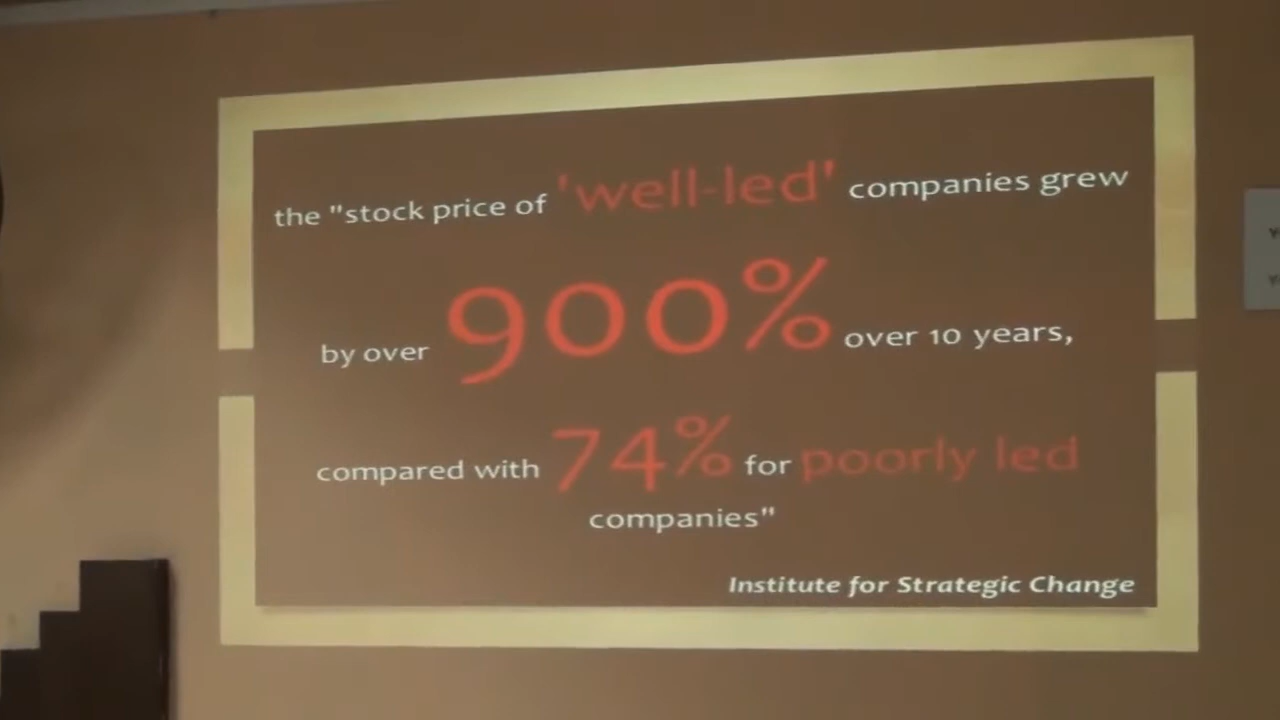 the "stock price of 'well-led' companies grew
by over 900% over 10 years,
compared with 74% for poorly led
companies"
Institute for Strategic Change